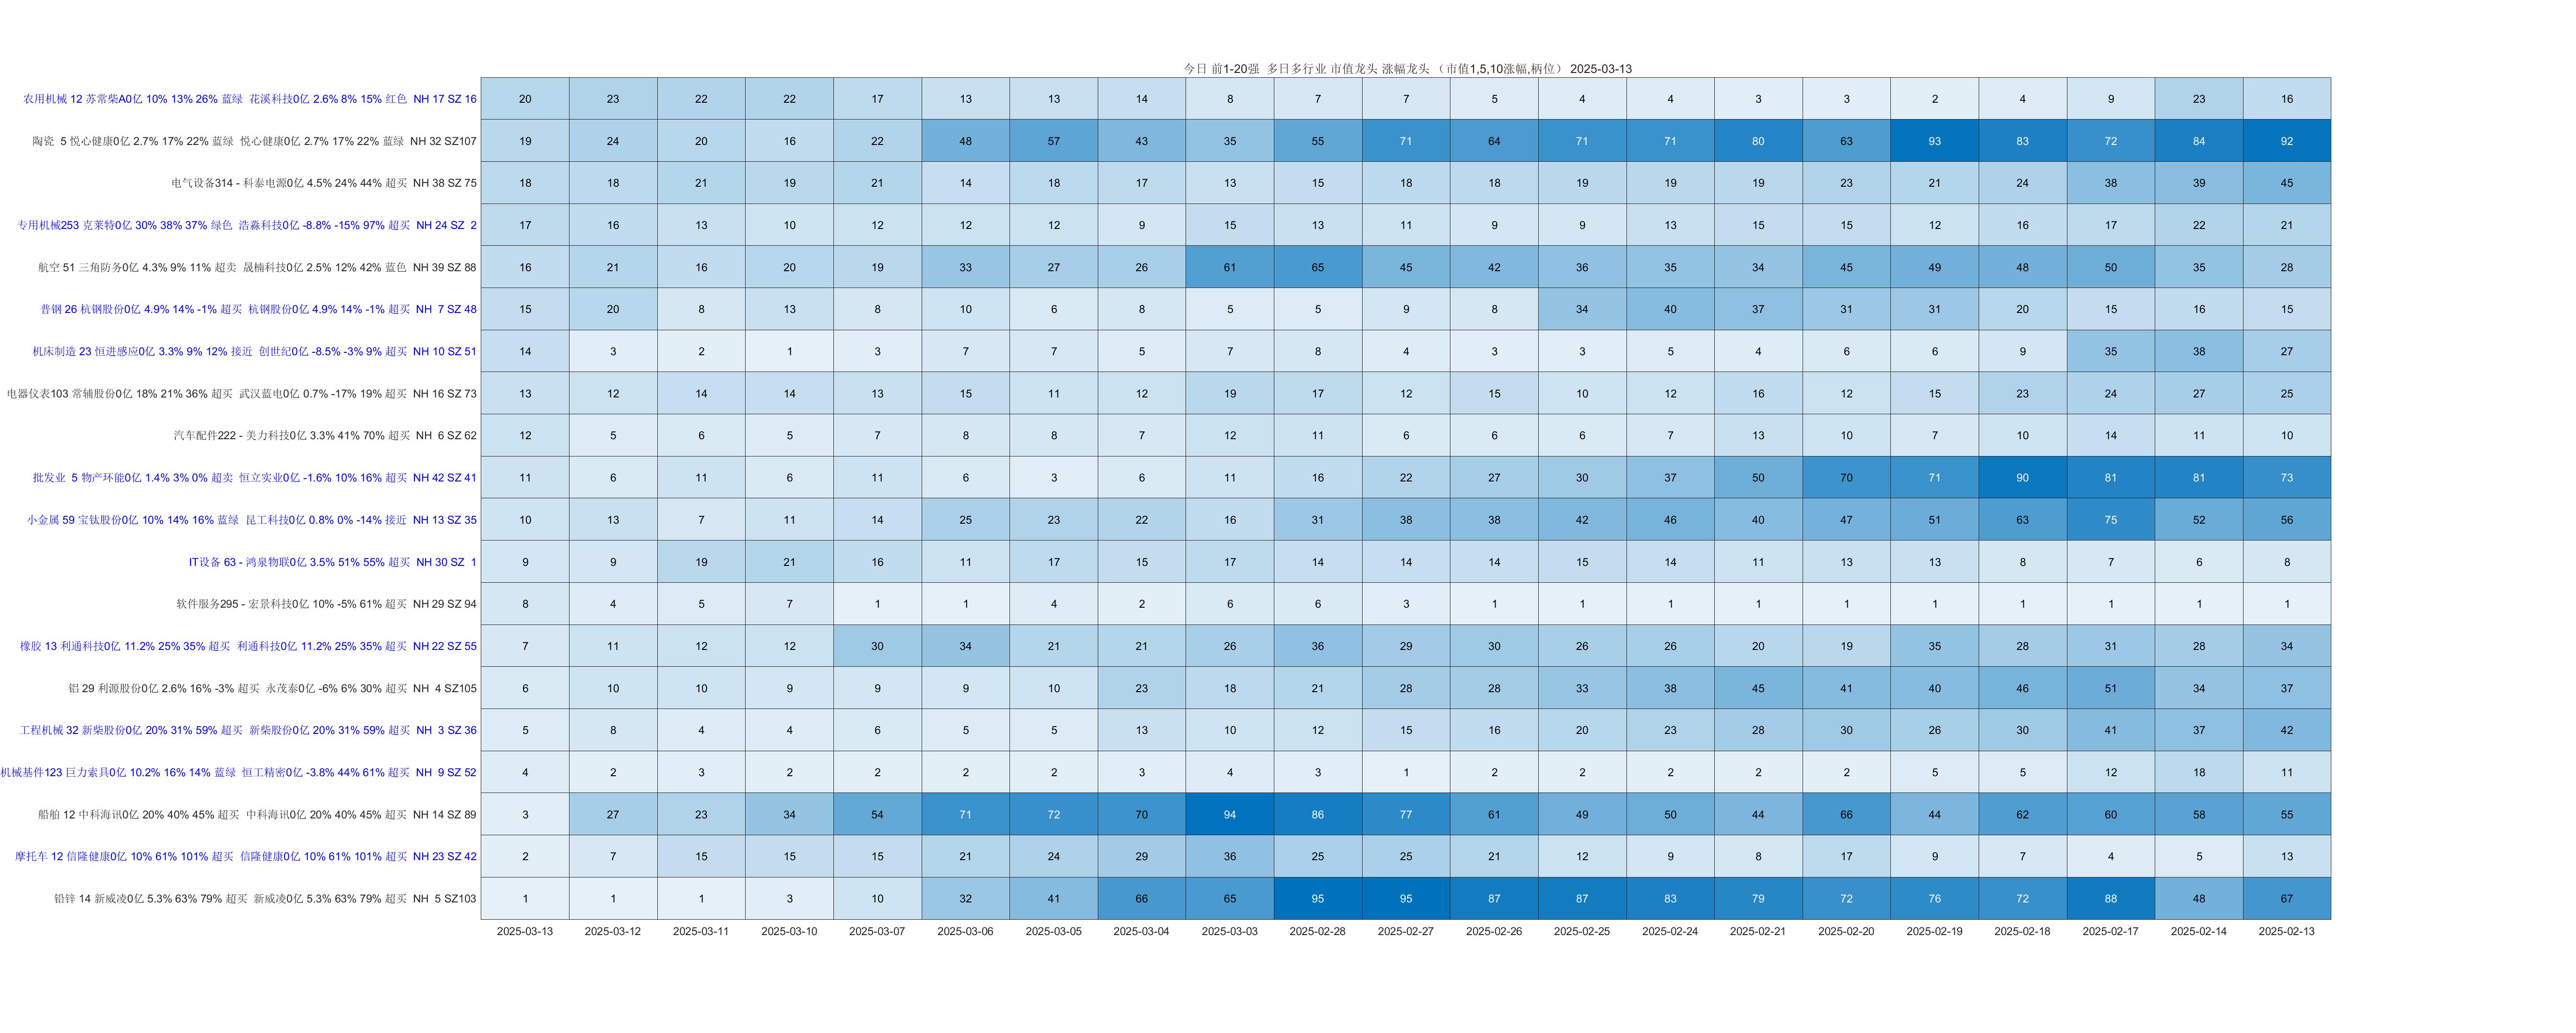 今日 前1-20强 多日多行业 市值龙头 涨幅龙头 （市值1,5,10涨幅,柄位） 2025-03-13
农用机械 12 苏常柴A0亿 10% 13% 26% 蓝绿 花溪科技0亿 2.6% 8% 15% 红色 NH 17 SZ 16 20 23 22 22 17 13 13 14 8 7 7 5 4 4 3 3 2 4 9 23 16
陶瓷 5 悦心健康0亿 2.7% 17% 22% 蓝绿 悦心健康0亿 2.7% 17% 22% 蓝绿 NH 32 SZ107 19 24 20 16 22 48 57 43 35 55 71 64 71 71 80 63 93 83 72 84 92
电气设备314 - 科泰电源0亿 4.5% 24% 44% 超买 NH 38 SZ 75 18 18 21 19 21 14 18 17 13 15 18 18 19 19 19 23 21 24 38 39 45
专用机械253 克莱特0亿 30% 38% 37% 绿色 浩淼科技0亿 -8.8% -15% 97% 超买 NH 24 SZ 2 17 16 13 10 12 12 12 9 15 13 11 9 9 13 15 15 12 16 17 22 21
航空 51 三角防务0亿 4.3% 9% 11% 超卖 晟楠科技0亿 2.5% 12% 42% 蓝色 NH 39 SZ 88 16 21 16 20 19 33 27 26 61 65 45 42 36 35 34 45 49 48 50 35 28
普钢 26 杭钢股份0亿 4.9% 14% -1% 超买 杭钢股份0亿 4.9% 14% -1% 超买 NH 7 SZ 48 15 20 8 13 8 10 6 8 5 5 9 8 34 40 37 31 31 20 15 16 15
机床制造 23 恒进感应0亿 3.3% 9% 12% 接近 创世纪0亿 -8.5% -3% 9% 超买 NH 10 SZ 51 14 3 2 1 3 7 7 5 7 8 4 3 3 5 4 6 6 9 35 38 27
电器仪表103 常辅股份0亿 18% 21% 36% 超买 武汉蓝电0亿 0.7% -17% 19% 超买 NH 16 SZ 73 13 12 14 14 13 15 11 12 19 17 12 15 10 12 16 12 15 23 24 27 25
汽车配件222 - 美力科技0亿 3.3% 41% 70% 超买 NH 6 SZ 62 12 5 6 5 7 8 8 7 12 11 6 6 6 7 13 10 7 10 14 11 10
批发业 5 物产环能0亿 1.4% 3% 0% 超卖 恒立实业0亿 -1.6% 10% 16% 超买 NH 42 SZ 41 11 6 11 6 11 6 3 6 11 16 22 27 30 37 50 70 71 90 81 81 73
小金属 59 宝钛股份0亿 10% 14% 16% 蓝绿 昆工科技0亿 0.8% 0% -14% 接近 NH 13 SZ 35 10 13 7 11 14 25 23 22 16 31 38 38 42 46 40 47 51 63 75 52 56
IT设备 63 - 鸿泉物联0亿 3.5% 51% 55% 超买 NH 30 SZ 1 9 9 19 21 16 11 17 15 17 14 14 14 15 14 11 13 13 8 7 6 8
软件服务295 - 宏景科技0亿 10% -5% 61% 超买 NH 29 SZ 94 8 4 5 7 1 1 4 2 6 6 3 1 1 1 1 1 1 1 1 1 1
橡胶 13 利通科技0亿 11.2% 25% 35% 超买 利通科技0亿 11.2% 25% 35% 超买 NH 22 SZ 55 7 11 12 12 30 34 21 21 26 36 29 30 26 26 20 19 35 28 31 28 34
铝 29 利源股份0亿 2.6% 16% -3% 超买 永茂泰0亿 -6% 6% 30% 超买 NH 4 SZ105 6 10 10 9 9 9 10 23 18 21 28 28 33 38 45 41 40 46 51 34 37
工程机械 32 新柴股份0亿 20% 31% 59% 超买 新柴股份0亿 20% 31% 59% 超买 NH 3 SZ 36 5 8 4 4 6 5 5 13 10 12 15 16 20 23 28 30 26 30 41 37 42
机械基件123 巨力索具0亿 10.2% 16% 14% 蓝绿 恒工精密0亿 -3.8% 44% 61% 超买 NH 9 SZ 52 4 2 3 2 2 2 2 3 4 3 1 2 2 2 2 2 5 5 12 18 11
船舶 12 中科海讯0亿 20% 40% 45% 超买 中科海讯0亿 20% 40% 45% 超买 NH 14 SZ 89 3 27 23 34 54 71 72 70 94 86 77 61 49 50 44 66 44 62 60 58 55
摩托车 12 信隆健康0亿 10% 61% 101% 超买 信隆健康0亿 10% 61% 101% 超买 NH 23 SZ 42 2 7 15 15 15 21 24 29 36 25 25 21 12 9 8 17 9 7 4 5 13
铅锌 14 新威凌0亿 5.3% 63% 79% 超买 新威凌0亿 5.3% 63% 79% 超买 NH 5 SZ103 1 1 1 3 10 32 41 66 65 95 95 87 87 83 79 72 76 72 88 48 67
2025-03-13 2025-03-12 2025-03-11 2025-03-10 2025-03-07 2025-03-06 2025-03-05 2025-03-04 2025-03-03 2025-02-28 2025-02-27 2025-02-26 2025-02-25 2025-02-24 2025-02-21 2025-02-20 2025-02-19 2025-02-18 2025-02-17 2025-02-14 2025-02-13